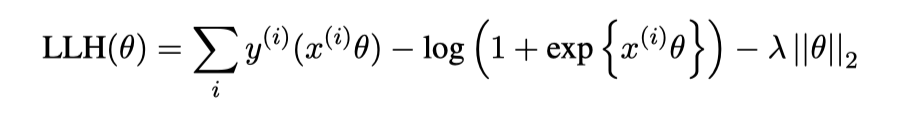 LLH(θ) = ∑_i y^{(i)}(x^{(i)}θ) − log(1 + exp{x^{(i)}θ}) − λ||θ||_2